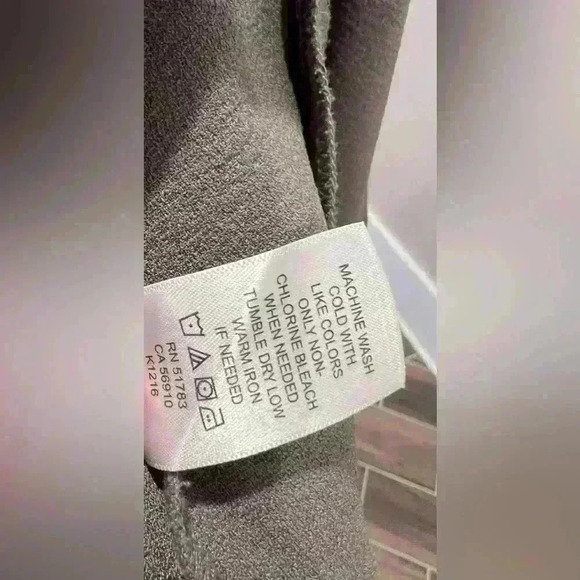 MACHINE WASH
COLD WITH
LIKE COLORS
ONLY NON-
CHLORINE BLEACH
WHEN NEEDED
TUMBLE DRY LOW
WARM IRON
IF NEEDED
RN 51783
CA 56910
K1216